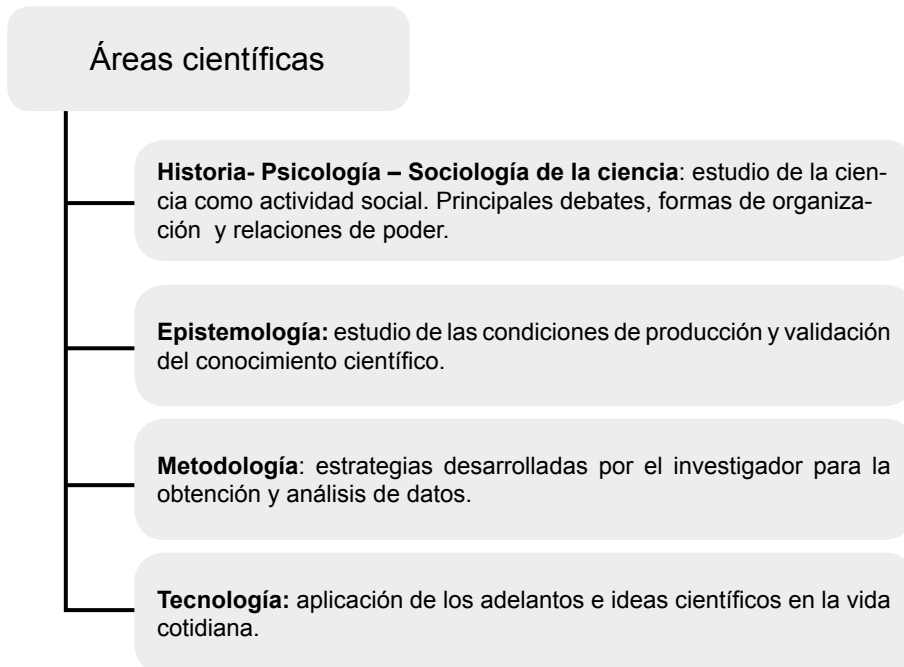 Áreas científicas
Historia- Psicología – Sociología de la ciencia: estudio de la cien-
cia como actividad social. Principales debates, formas de organiza-
ción y relaciones de poder.
Epistemología: estudio de las condiciones de producción y validación
del conocimiento científico.
Metodología: estrategias desarrolladas por el investigador para la
obtención y análisis de datos.
Tecnología: aplicación de los adelantos e ideas científicos en la vida
cotidiana.